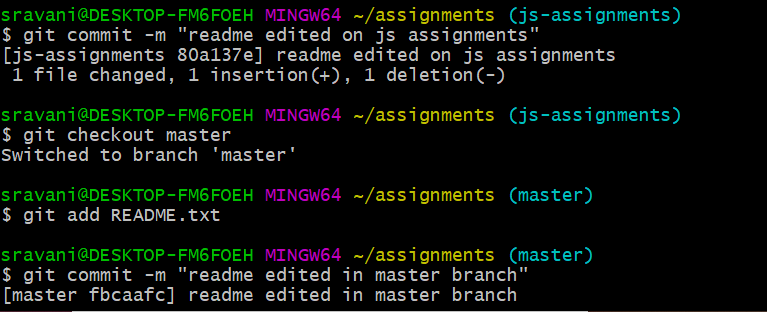 sravani@DESKTOP-FM6FOEH MINGW64 ~/assignments (js-assignments)
$ git commit -m "readme edited on js assignments"
[js-assignments 80a137e] readme edited on js assignments
 1 file changed, 1 insertion(+), 1 deletion(-)
sravani@DESKTOP-FM6FOEH MINGW64 ~/assignments (js-assignments)
$ git checkout master
Switched to branch 'master'
sravani@DESKTOP-FM6FOEH MINGW64 ~/assignments (master)
$ git add README.txt
sravani@DESKTOP-FM6FOEH MINGW64 ~/assignments (master)
$ git commit -m "readme edited in master branch"
[master fbcaafc] readme edited in master branch